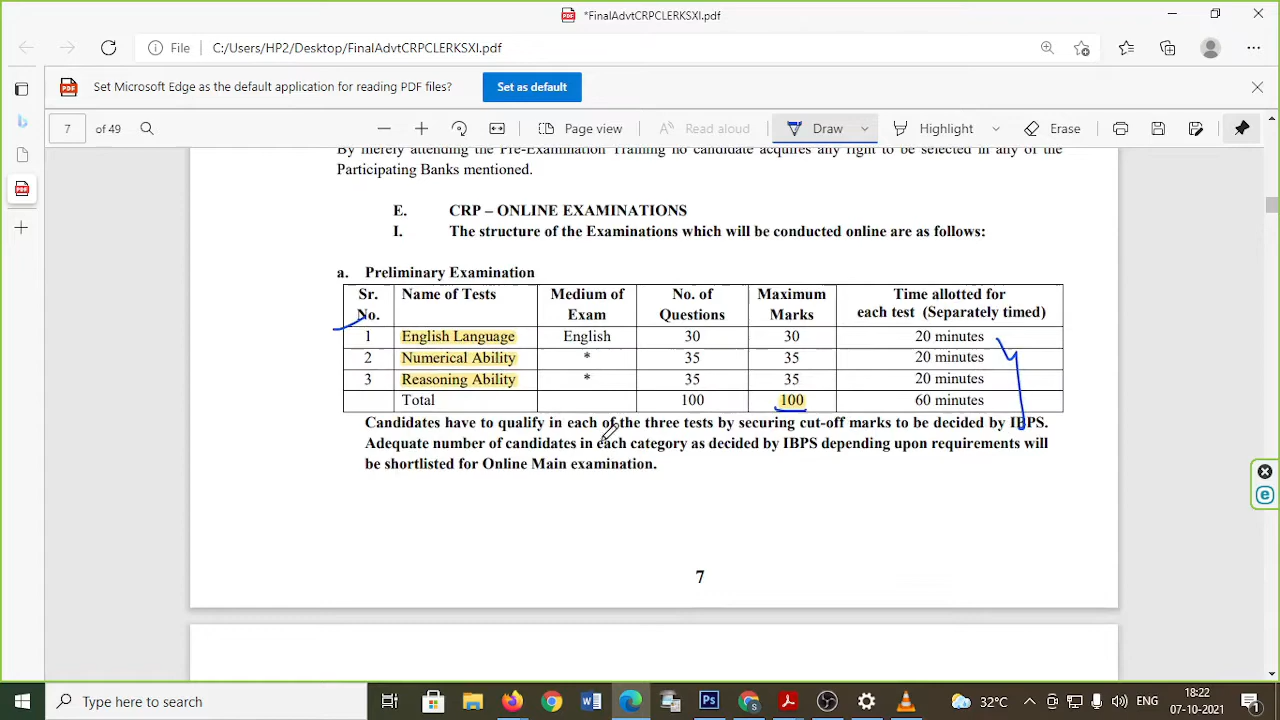 *FinalAdvtCRPCLERKSXI.pdf
File C:/Users/HP2/Desktop/FinalAdvtCRPCLERKSXI.pdf
Set Microsoft Edge as the default application for reading PDF files? Set as default
7 of 49 Page view Read aloud Draw Highlight Erase
By merely attending the Pre-Examination Training no candidate acquires any right to be selected in any of the
Participating Banks mentioned.
E. CRP – ONLINE EXAMINATIONS
I. The structure of the Examinations which will be conducted online are as follows:
a. Preliminary Examination
Sr. No. Name of Tests Medium of Exam No. of Questions Maximum Marks Time allotted for each test (Separately timed)
1 English Language English 30 30 20 minutes
2 Numerical Ability * 35 35 20 minutes
3 Reasoning Ability * 35 35 20 minutes
Total 100 100 60 minutes
Candidates have to qualify in each of the three tests by securing cut-off marks to be decided by IBPS.
Adequate number of candidates in each category as decided by IBPS depending upon requirements will
be shortlisted for Online Main examination.
7
Type here to search
32°C ENG 18:22
07-10-2021